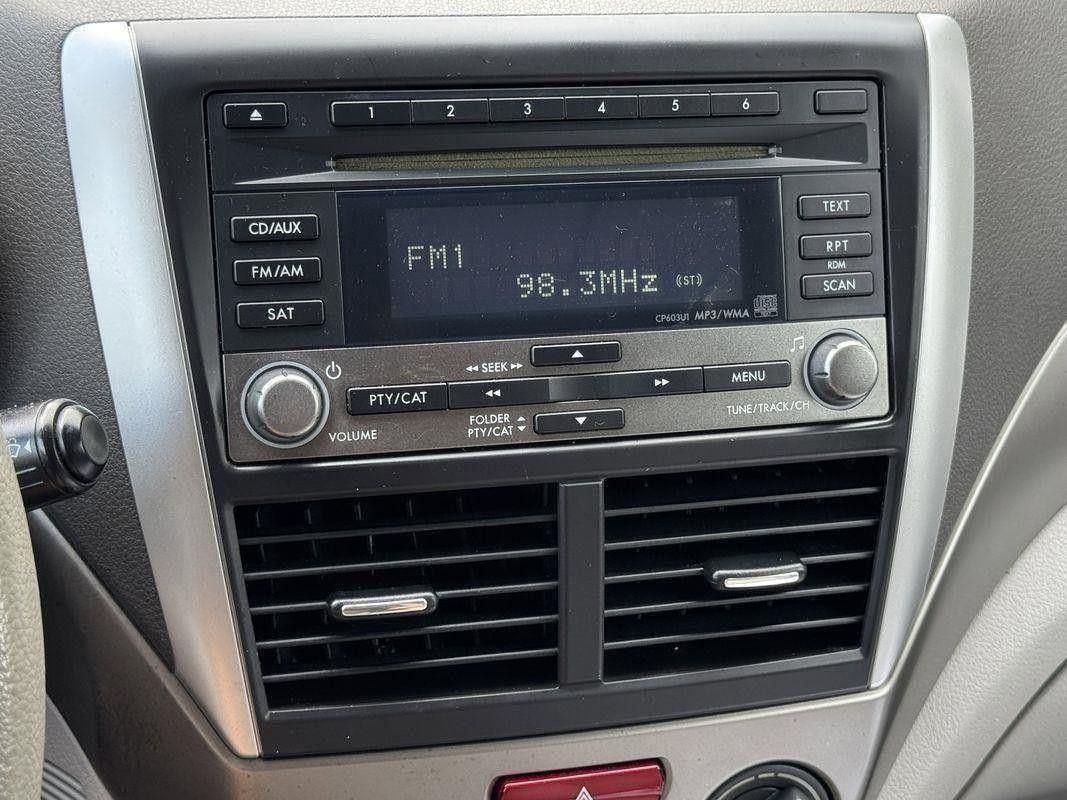 1 2 3 4 5 6
CD/AUX
FM/AM
SAT
FM1
98.3MHz (ST)
CP603U1 MP3/WMA
TEXT
RPT
RDM
SCAN
SEEK
PTY/CAT
MENU
VOLUME
FOLDER
PTY/CAT
TUNE/TRACK/CH